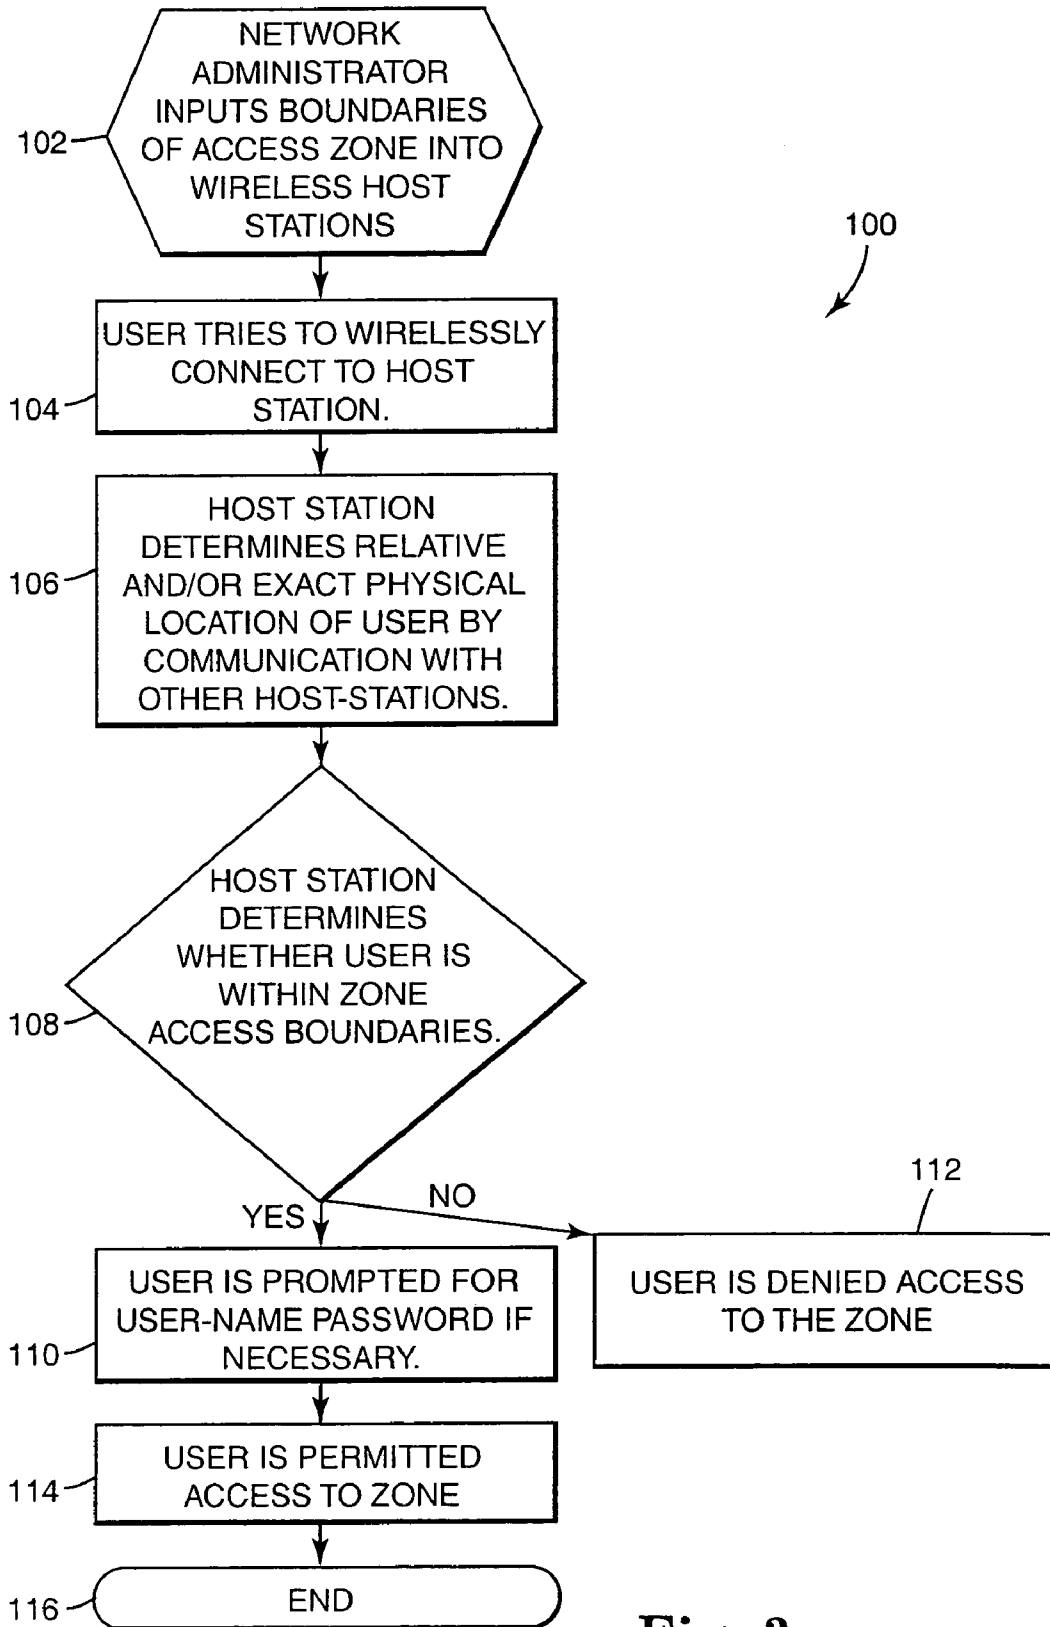 NETWORK
ADMINISTRATOR
INPUTS BOUNDARIES
OF ACCESS ZONE INTO
WIRELESS HOST
STATIONS
102
100
USER TRIES TO WIRELESSLY
CONNECT TO HOST
STATION.
104
HOST STATION
DETERMINES RELATIVE
AND/OR EXACT PHYSICAL
LOCATION OF USER BY
COMMUNICATION WITH
OTHER HOST-STATIONS.
106
HOST STATION
DETERMINES
WHETHER USER IS
WITHIN ZONE
ACCESS BOUNDARIES.
108
YES
NO
112
USER IS PROMPTED FOR
USER-NAME PASSWORD IF
NECESSARY.
110
USER IS DENIED ACCESS
TO THE ZONE
USER IS PERMITTED
ACCESS TO ZONE
114
END
116